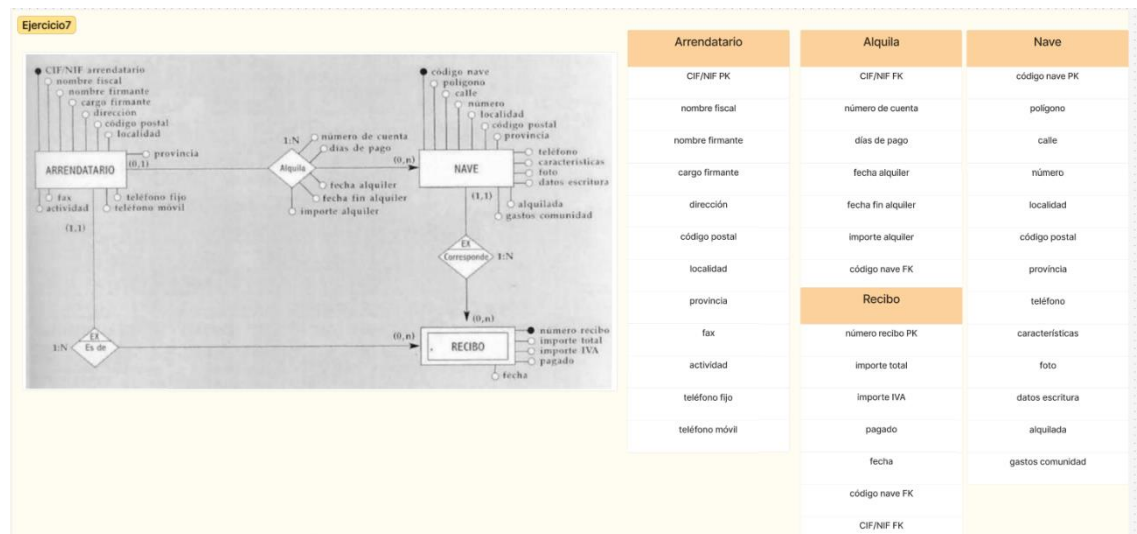 Ejercicio7
CIF/NIF arrendatario
nombre fiscal
nombre firmante
cargo firmante
dirección
código postal
localidad
provincia
ARRENDATARIO
(0,1)
fax
actividad
teléfono fijo
teléfono móvil
(1,1)
1:N
número de cuenta
días de pago
Alquila
(0,n)
fecha alquiler
fecha fin alquiler
importe alquiler
código nave
polígono
calle
número
localidad
código postal
provincia
NAVE
teléfono
características
foto
datos escritura
alquilada
gastos comunidad
(1,1)
EX
Corresponde
1:N
(0,n)
1:N
EX
Es de
(0,n)
RECIBO
número recibo
importe total
importe IVA
pagado
fecha
Arrendatario
CIF/NIF PK
nombre fiscal
nombre firmante
cargo firmante
dirección
código postal
localidad
provincia
fax
actividad
teléfono fijo
teléfono móvil
Alquila
CIF/NIF FK
número de cuenta
días de pago
fecha alquiler
fecha fin alquiler
importe alquiler
código nave FK
Recibo
número recibo PK
importe total
importe IVA
pagado
fecha
código nave FK
CIF/NIF FK
Nave
código nave PK
polígono
calle
número
localidad
código postal
provincia
teléfono
características
foto
datos escritura
alquilada
gastos comunidad